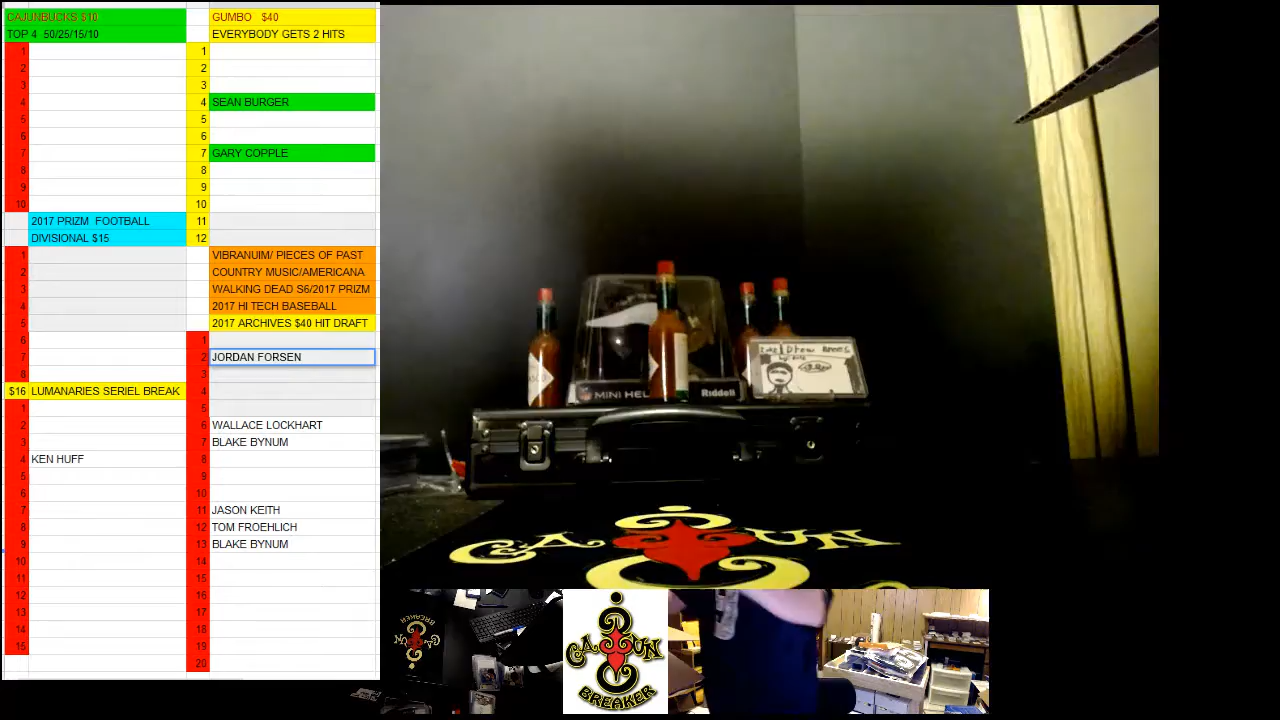 CAJUNBUCKS $10
TOP 4 50/25/15/10
1
2
3
4
5
6
7
8
9
10
2017 PRIZM FOOTBALL
DIVISIONAL $15
1
2
3
4
5
6
7
8
$16 LUMANARIES SERIEL BREAK
1
2
3
4 KEN HUFF
5
6
7
8
9
10
11
12
13
14
15
GUMBO $40
EVERYBODY GETS 2 HITS
1
2
3
4 SEAN BURGER
5
6
7 GARY COPPLE
8
9
10
11
12
VIBRANUIM/ PIECES OF PAST
COUNTRY MUSIC/AMERICANA
WALKING DEAD S6/2017 PRIZM
2017 HI TECH BASEBALL
2017 ARCHIVES $40 HIT DRAFT
1
2 JORDAN FORSEN
3
4
5
6 WALLACE LOCKHART
7 BLAKE BYNUM
8
9
10
11 JASON KEITH
12 TOM FROEHLICH
13 BLAKE BYNUM
14
15
16
17
18
19
20
Drew Brees
MINI HEL
Riddell
CAJUN
CAJUN
BREAKER
CAJUN
BREAKER